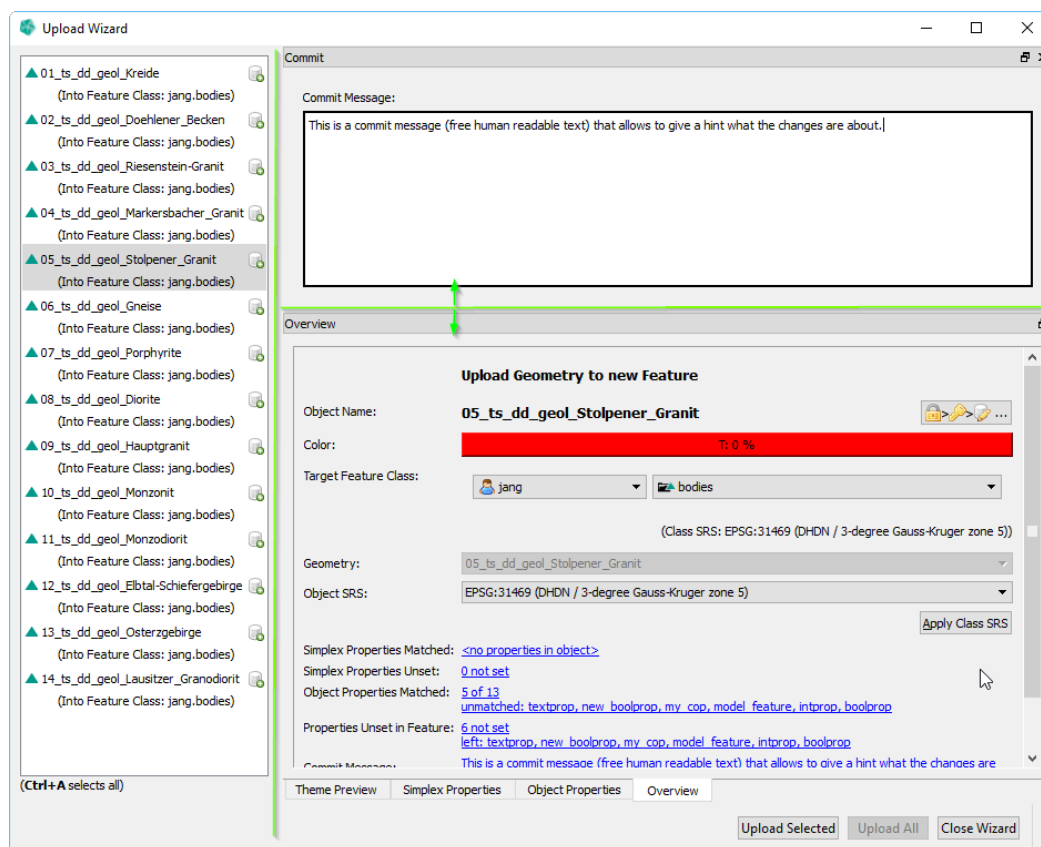 Upload Wizard
01_ts_dd_geol_Kreide
(Into Feature Class: jang.bodies)
02_ts_dd_geol_Doehlener_Becken
(Into Feature Class: jang.bodies)
03_ts_dd_geol_Riesenstein-Granit
(Into Feature Class: jang.bodies)
04_ts_dd_geol_Markersbacher_Granit
(Into Feature Class: jang.bodies)
05_ts_dd_geol_Stolpener_Granit
(Into Feature Class: jang.bodies)
06_ts_dd_geol_Gneise
(Into Feature Class: jang.bodies)
07_ts_dd_geol_Porphyrite
(Into Feature Class: jang.bodies)
08_ts_dd_geol_Diorite
(Into Feature Class: jang.bodies)
09_ts_dd_geol_Hauptgranit
(Into Feature Class: jang.bodies)
10_ts_dd_geol_Monzonit
(Into Feature Class: jang.bodies)
11_ts_dd_geol_Monzodiorit
(Into Feature Class: jang.bodies)
12_ts_dd_geol_Elbtal-Schiefergebirge
(Into Feature Class: jang.bodies)
13_ts_dd_geol_Osterzgebirge
(Into Feature Class: jang.bodies)
14_ts_dd_geol_Lausitzer_Granodiorit
(Into Feature Class: jang.bodies)
(Ctrl+A selects all)
Commit
Commit Message:
This is a commit message (free human readable text) that allows to give a hint what the changes are about.
Overview
Upload Geometry to new Feature
Object Name: 05_ts_dd_geol_Stolpener_Granit > > ...
Color: T: 0 %
Target Feature Class: jang bodies
(Class SRS: EPSG:31469 (DHDN / 3-degree Gauss-Kruger zone 5))
Geometry: 05_ts_dd_geol_Stolpener_Granit
Object SRS: EPSG:31469 (DHDN / 3-degree Gauss-Kruger zone 5)
Apply Class SRS
Simplex Properties Matched: <no properties in object>
Simplex Properties Unset: 0 not set
Object Properties Matched: 5 of 13
unmatched: textprop, new_boolprop, my_cop, model_feature, intprop, boolprop
Properties Unset in Feature: 6 not set
left: textprop, new_boolprop, my_cop, model_feature, intprop, boolprop
Commit Message: This is a commit message (free human readable text) that allows to give a hint what the changes are
Theme Preview Simplex Properties Object Properties Overview
Upload Selected Upload All Close Wizard